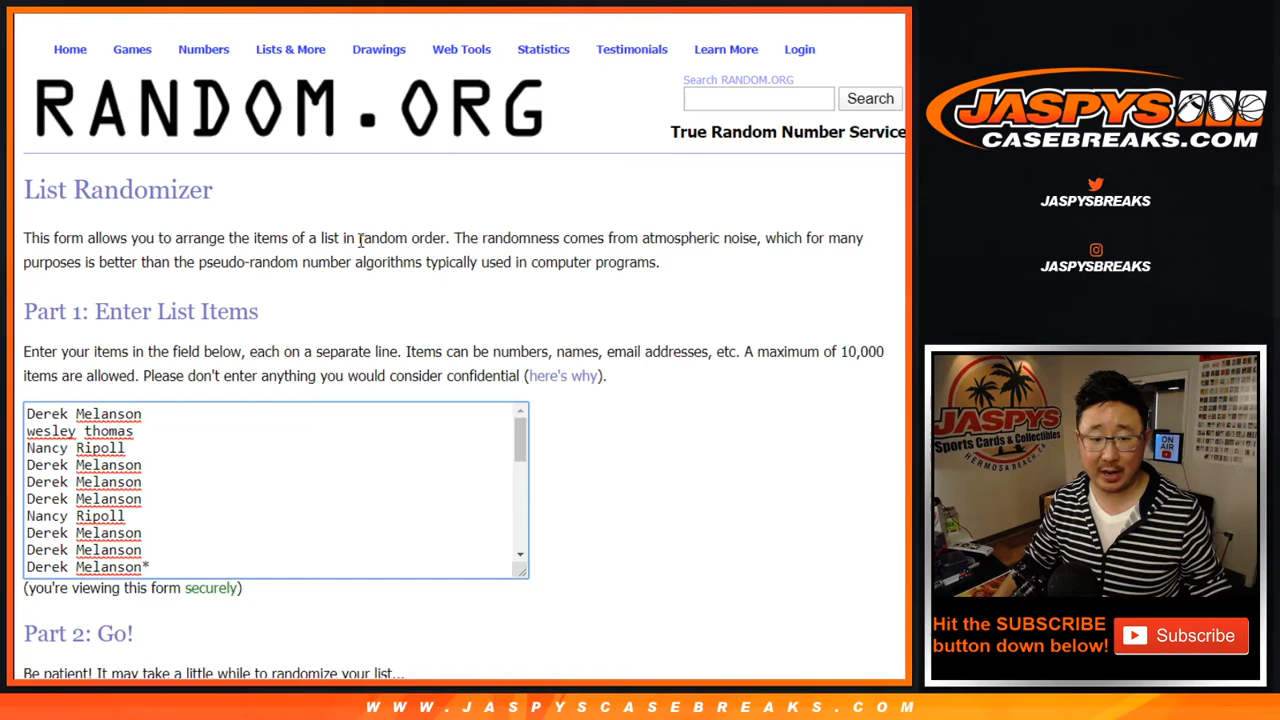 Home Games Numbers Lists & More Drawings Web Tools Statistics Testimonials Learn More Login
RANDOM.ORG
Search RANDOM.ORG
Search
True Random Number Service
List Randomizer
This form allows you to arrange the items of a list in random order. The randomness comes from atmospheric noise, which for many
purposes is better than the pseudo-random number algorithms typically used in computer programs.
Part 1: Enter List Items
Enter your items in the field below, each on a separate line. Items can be numbers, names, email addresses, etc. A maximum of 10,000
items are allowed. Please don't enter anything you would consider confidential (here's why).
Derek Melanson
wesley thomas
Nancy Ripoll
Derek Melanson
Derek Melanson
Derek Melanson
Nancy Ripoll
Derek Melanson
Derek Melanson
Derek Melanson*
(you're viewing this form securely)
Part 2: Go!
Be patient! It may take a little while to randomize your list...
JASPYS
CASEBREAKS.COM
JASPYSBREAKS
JASPYSBREAKS
JASPYS
Sports Cards & Collectibles
HERMOSA BEACH, CA
ON
AIR
Hit the SUBSCRIBE
button down below!
Subscribe
WWW.JASPYSCASEBREAKS.COM